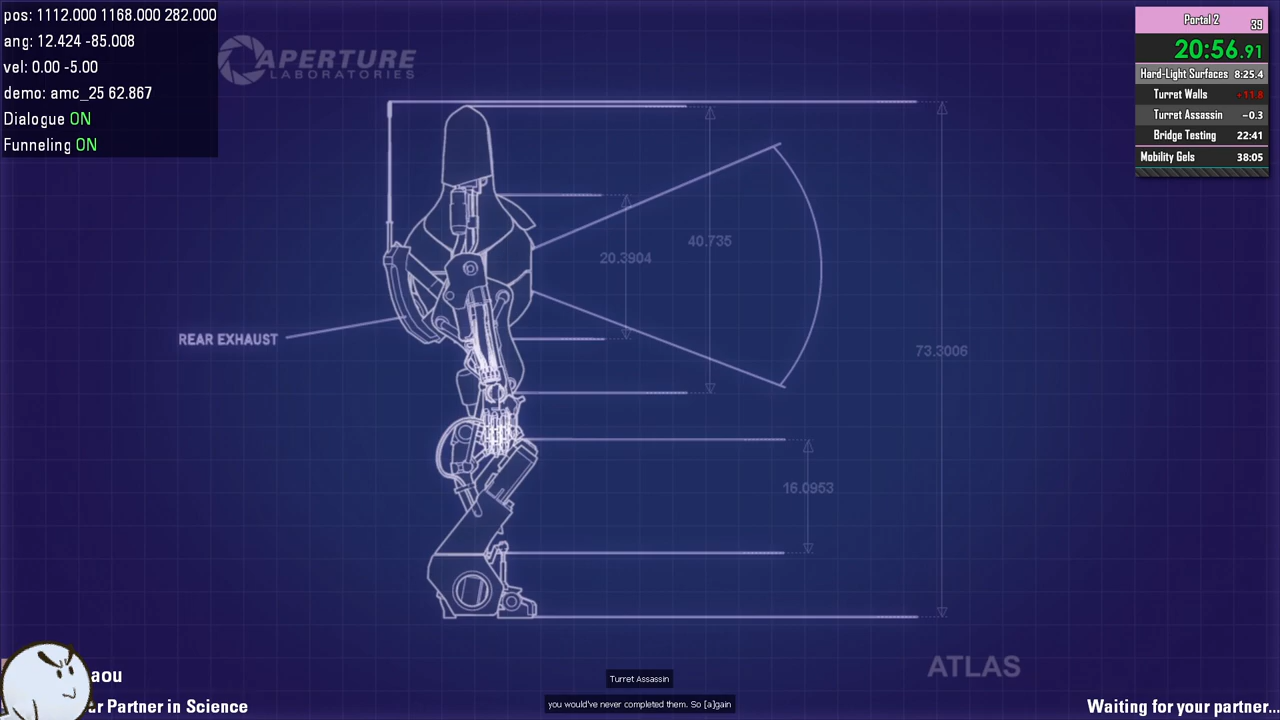 pos: 1112.000 1168.000 282.000
ang: 12.424 -85.008
vel: 0.00 -5.00
demo: amc_25 62.867
Dialogue ON
Funneling ON
APERTURE
LABORATORIES
Portal 2
39
20:56.91
Hard-Light Surfaces 8:25.4
Turret Walls +11.8
Turret Assassin −0.3
Bridge Testing 22:41
Mobility Gels 38:05
20.3904
40.735
REAR EXHAUST
73.3006
16.0953
ATLAS
aou
Turret Assassin
ur Partner in Science
you would've never completed them. So [a]gain
Waiting for your partner...